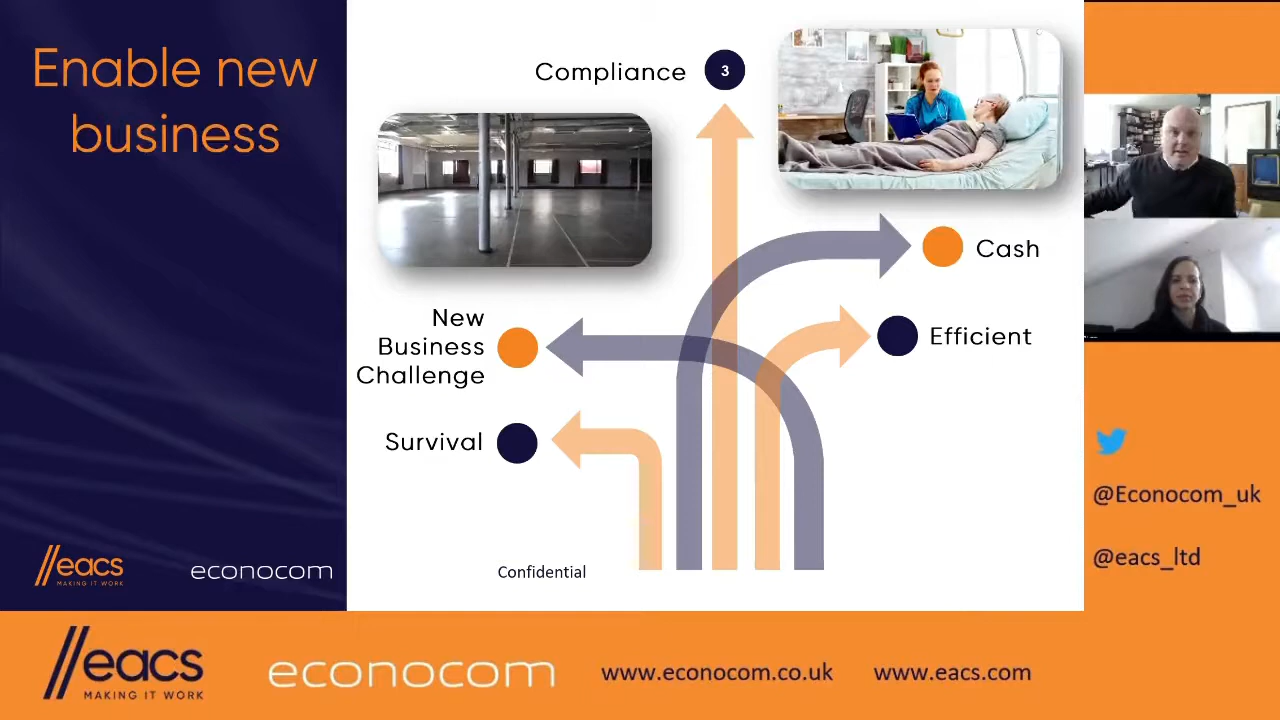 Enable new
business
Compliance
3
Cash
New
Business
Challenge
Efficient
Survival
Confidential
//eacs
MAKING IT WORK
econocom
@Econocom_uk
@eacs_ltd
//eacs
MAKING IT WORK
econocom
www.econocom.co.uk
www.eacs.com